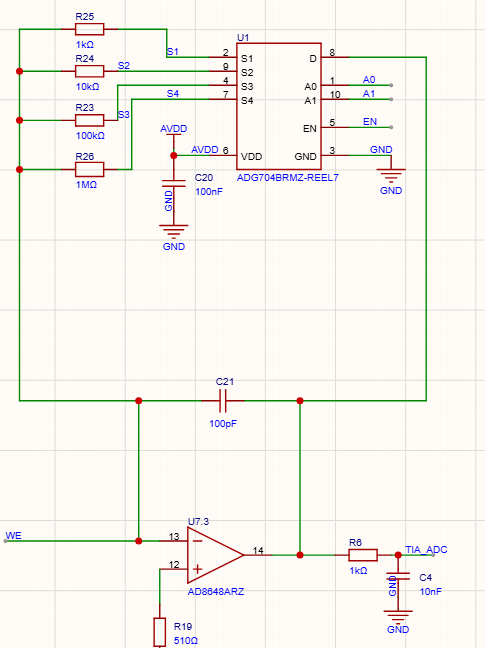 R25
1kΩ
S1
R24
10kΩ
S2
R23
100kΩ
S3
R26
1MΩ
S4
U1
2 S1
9 S2
4 S3
7 S4
D 8
A0 1 A0
A1 10 A1
EN 5 EN
AVDD
AVDD 6 VDD
GND 3 GND
ADG704BRMZ-REEL7
GND
C20
100nF
GND
GND
C21
100pF
WE
U7.3
13
12
14
AD8648ARZ
R6
1kΩ
TIA_ADC
C4
10nF
GND
GND
R19
510Ω